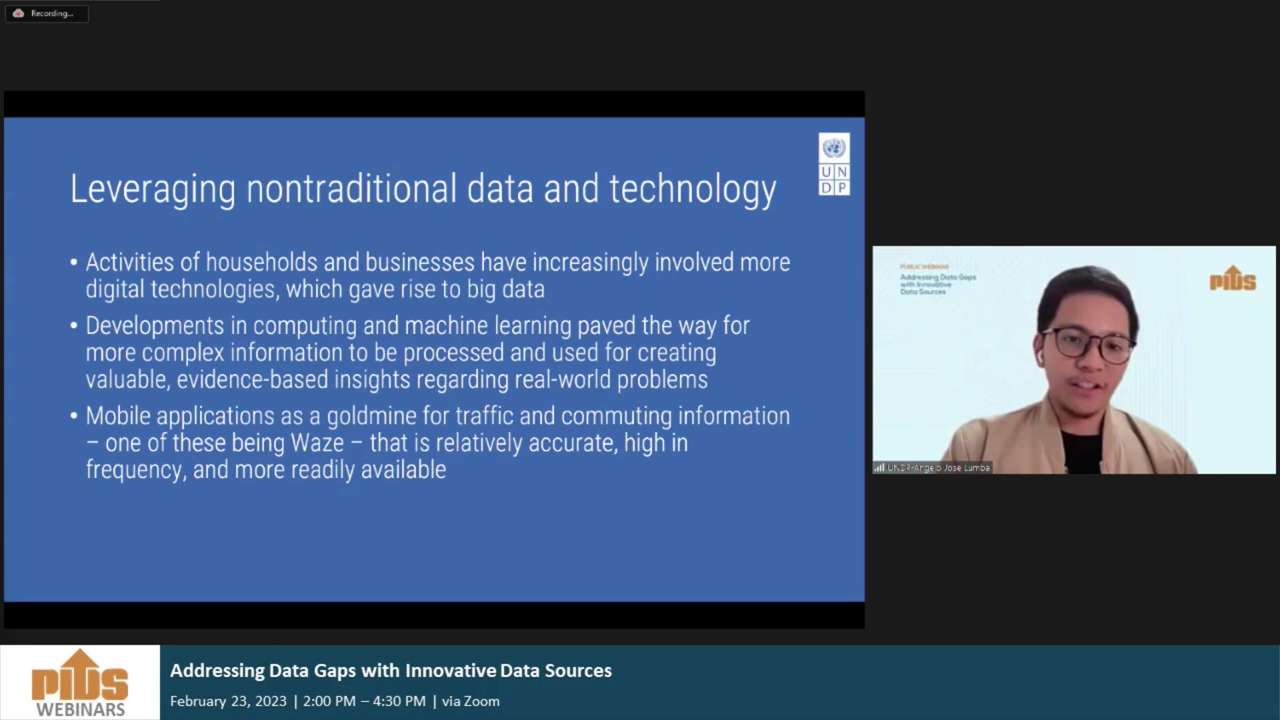 Recording...
Leveraging nontraditional data and technology
UN
DP
• Activities of households and businesses have increasingly involved more
digital technologies, which gave rise to big data
• Developments in computing and machine learning paved the way for
more complex information to be processed and used for creating
valuable, evidence-based insights regarding real-world problems
• Mobile applications as a goldmine for traffic and commuting information
– one of these being Waze – that is relatively accurate, high in
frequency, and more readily available
PUBLIC WEBINAR
Addressing Data Gaps
with Innovative
Data Sources
PIDS
UNDP-Angelo Jose Lumba
PIDS
WEBINARS
Addressing Data Gaps with Innovative Data Sources
February 23, 2023 | 2:00 PM – 4:30 PM | via Zoom